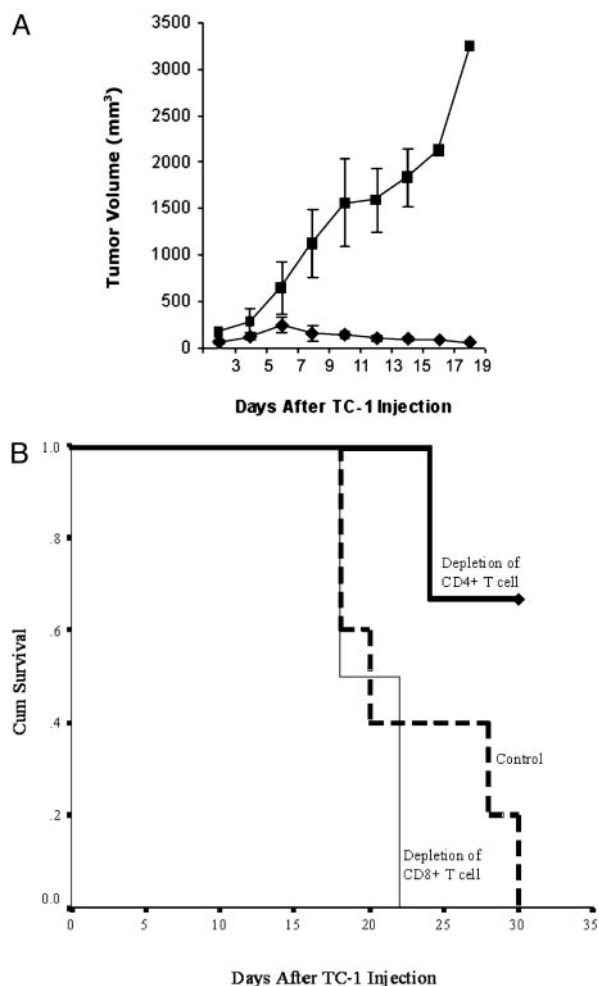 A
Tumor Volume (mm³)
3500
3000
2500
2000
1500
1000
500
0
3 5 7 9 11 13 15 17 19
Days After TC-1 Injection
B
Cum Survival
1.0
.8
.6
.4
.2
0.0
Depletion of
CD4+ T cell
Control
Depletion of
CD8+ T cell
0 5 10 15 20 25 30 35
Days After TC-1 Injection